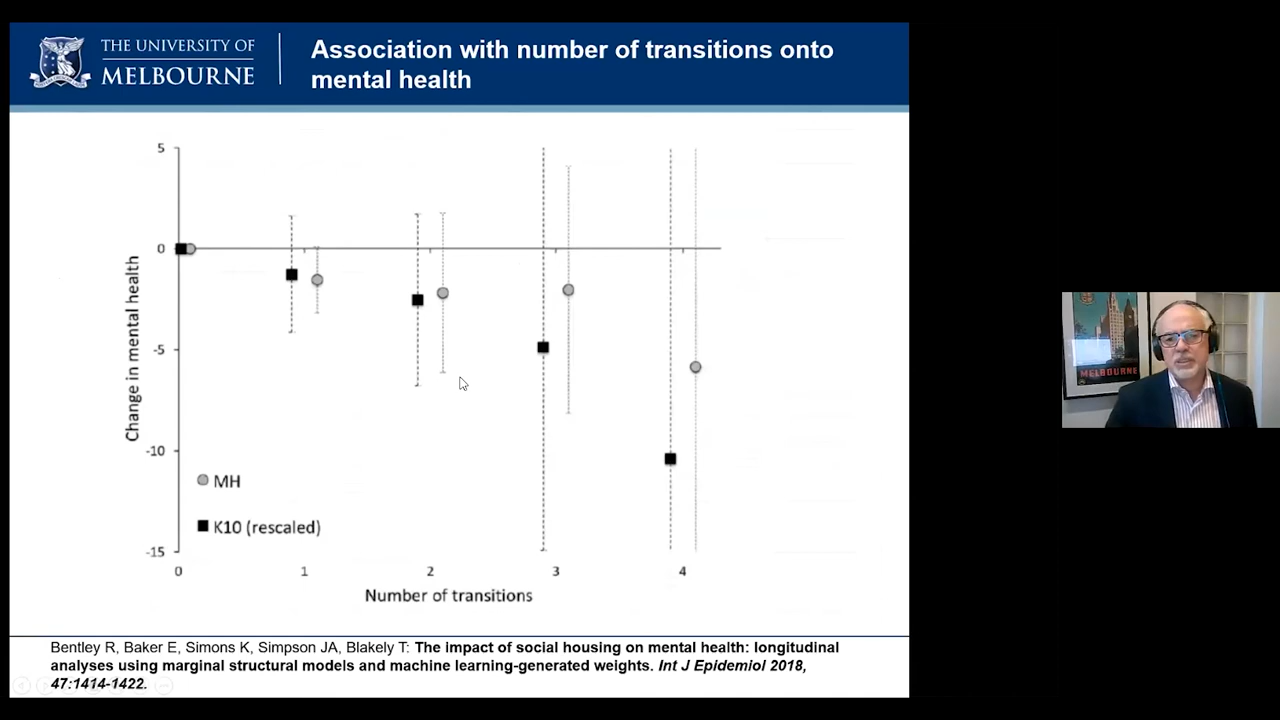 THE UNIVERSITY OF
MELBOURNE
Association with number of transitions onto
mental health
5
0
-5
-10
-15
Change in mental health
MH
K10 (rescaled)
0 1 2 3 4
Number of transitions
Bentley R, Baker E, Simons K, Simpson JA, Blakely T: The impact of social housing on mental health: longitudinal
analyses using marginal structural models and machine learning-generated weights. Int J Epidemiol 2018,
47:1414-1422.
MELBOURNE